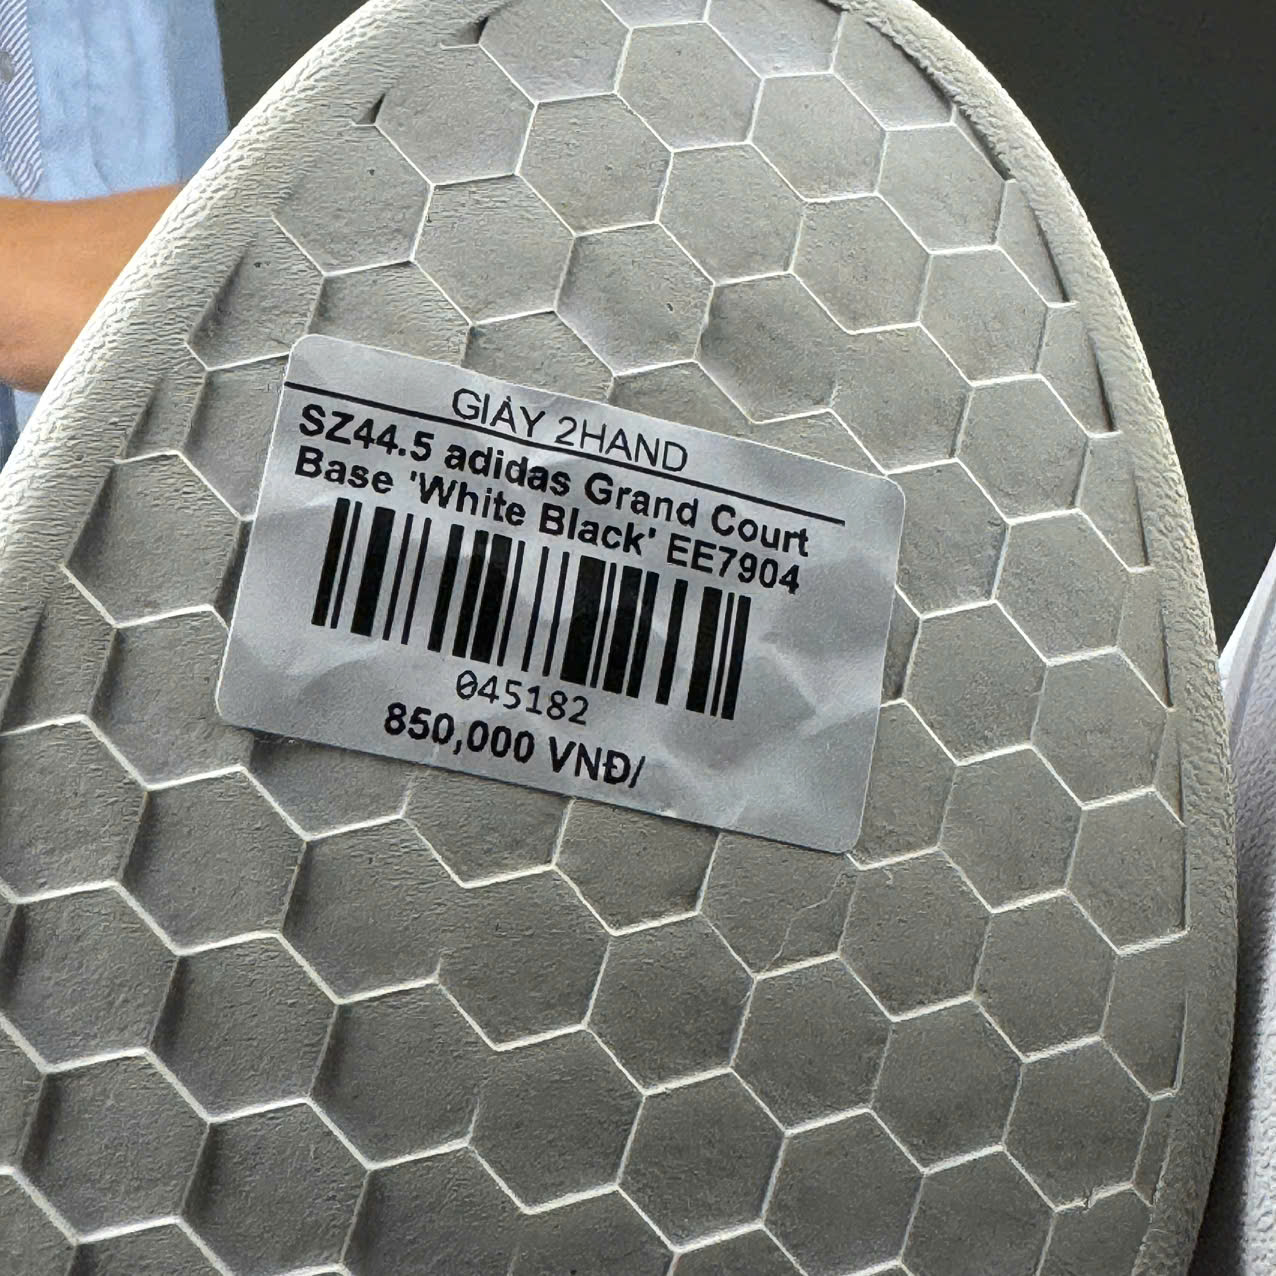 GIÀY 2HAND
SZ44.5 adidas Grand Court
Base 'White Black' EE7904
045182
850,000 VNĐ/